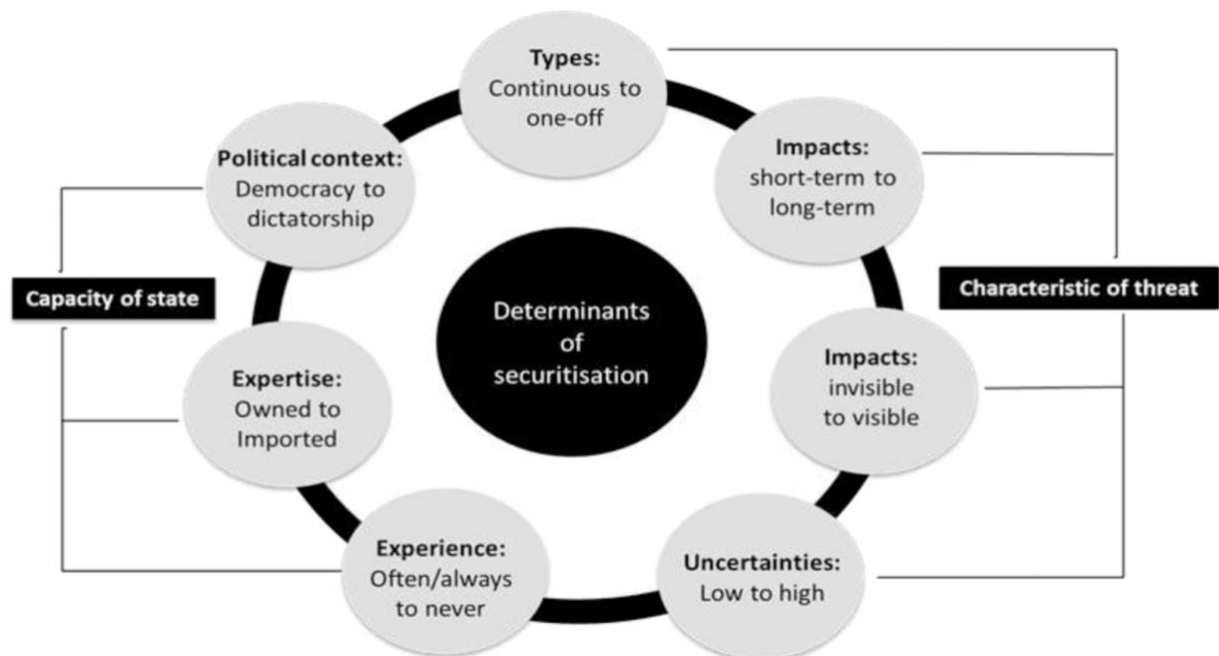 Types:
Continuous to
one-off
Political context:
Democracy to
dictatorship
Impacts:
short-term to
long-term
Capacity of state
Characteristic of threat
Determinants
of
securitisation
Expertise:
Owned to
Imported
Impacts:
invisible
to visible
Experience:
Often/always
to never
Uncertainties:
Low to high